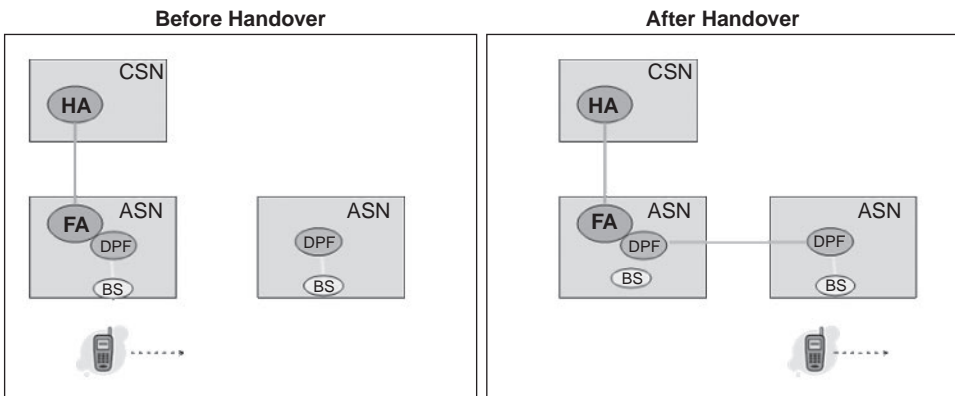 Before Handover
CSN
HA
ASN
FA
DPF
BS
ASN
DPF
BS
After Handover
CSN
HA
ASN
FA
DPF
BS
ASN
DPF
BS